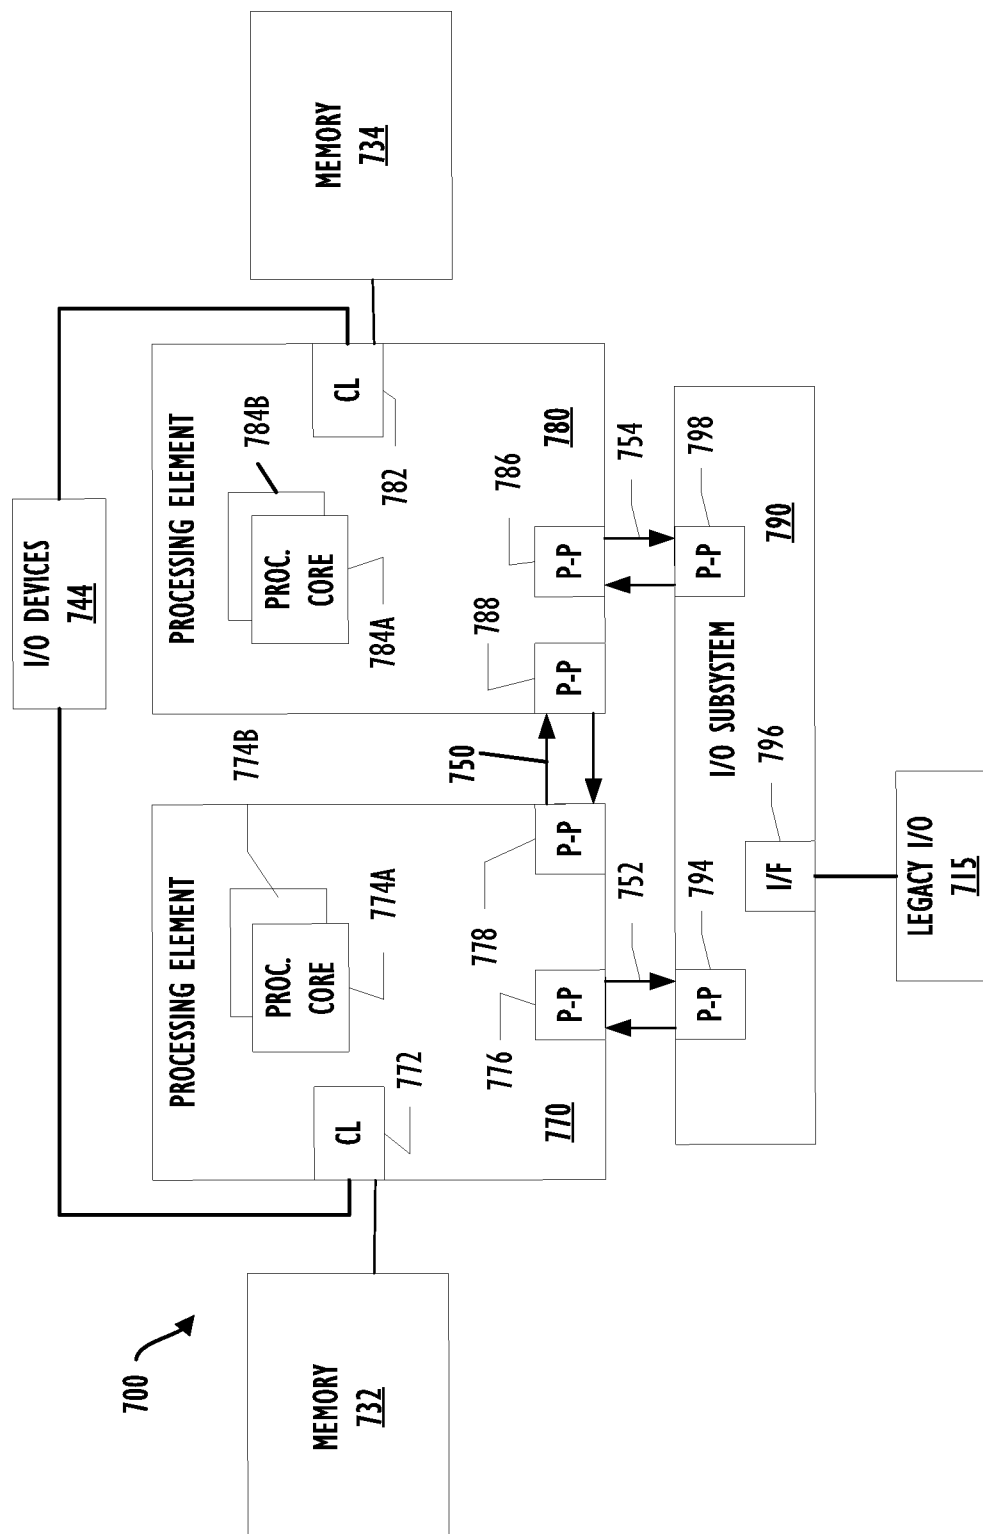 I/O DEVICES
744
PROCESSING ELEMENT
774B
PROC.
CORE
774A
CL
772
770
P-P
776
P-P
778
750
PROCESSING ELEMENT
784B
PROC.
CORE
784A
CL
782
780
P-P
788
P-P
786
MEMORY
732
MEMORY
734
700
752
754
I/O SUBSYSTEM
790
P-P
794
I/F
796
P-P
798
LEGACY I/O
715